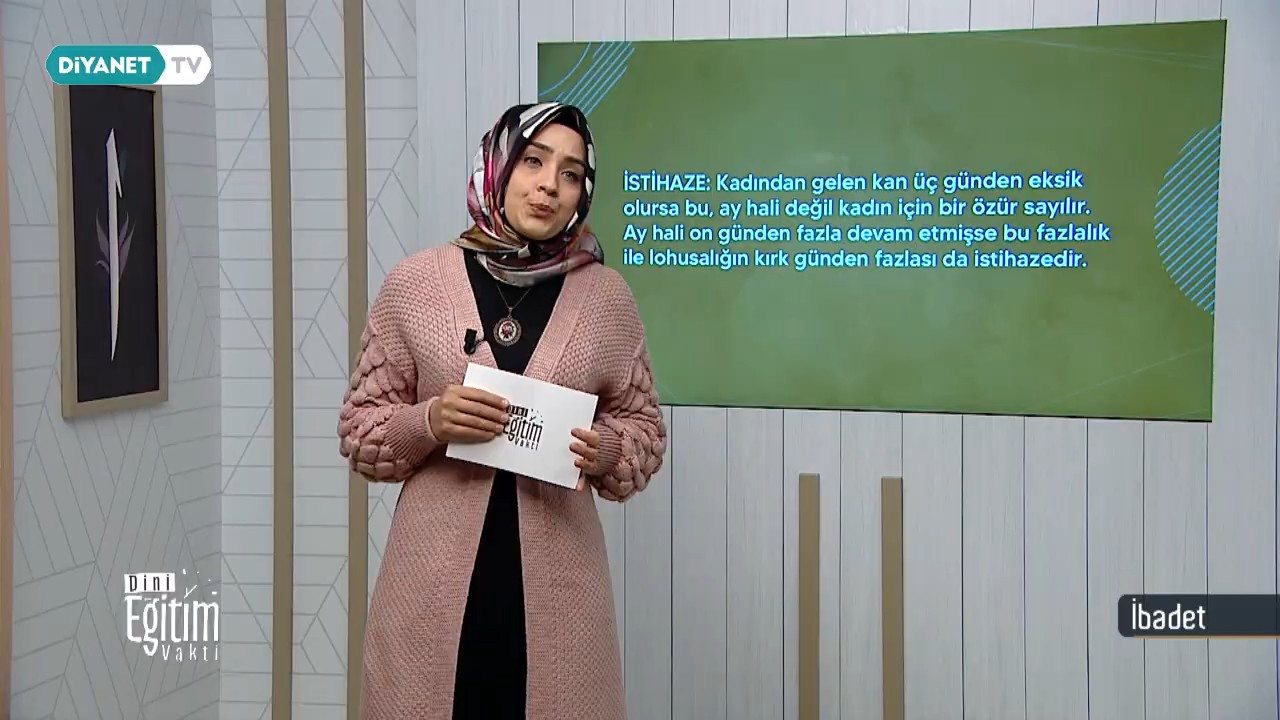 DİYANET TV
İSTİHAZE: Kadından gelen kan üç günden eksik
olursa bu, ay hali değil kadın için bir özür sayılır.
Ay hali on günden fazla devam etmişse bu fazlalık
ile lohusalığın kırk günden fazlası da istihazedir.
DİNİ
Eğitim
Vakti
Dini
Eğitim
Vakti
İbadet